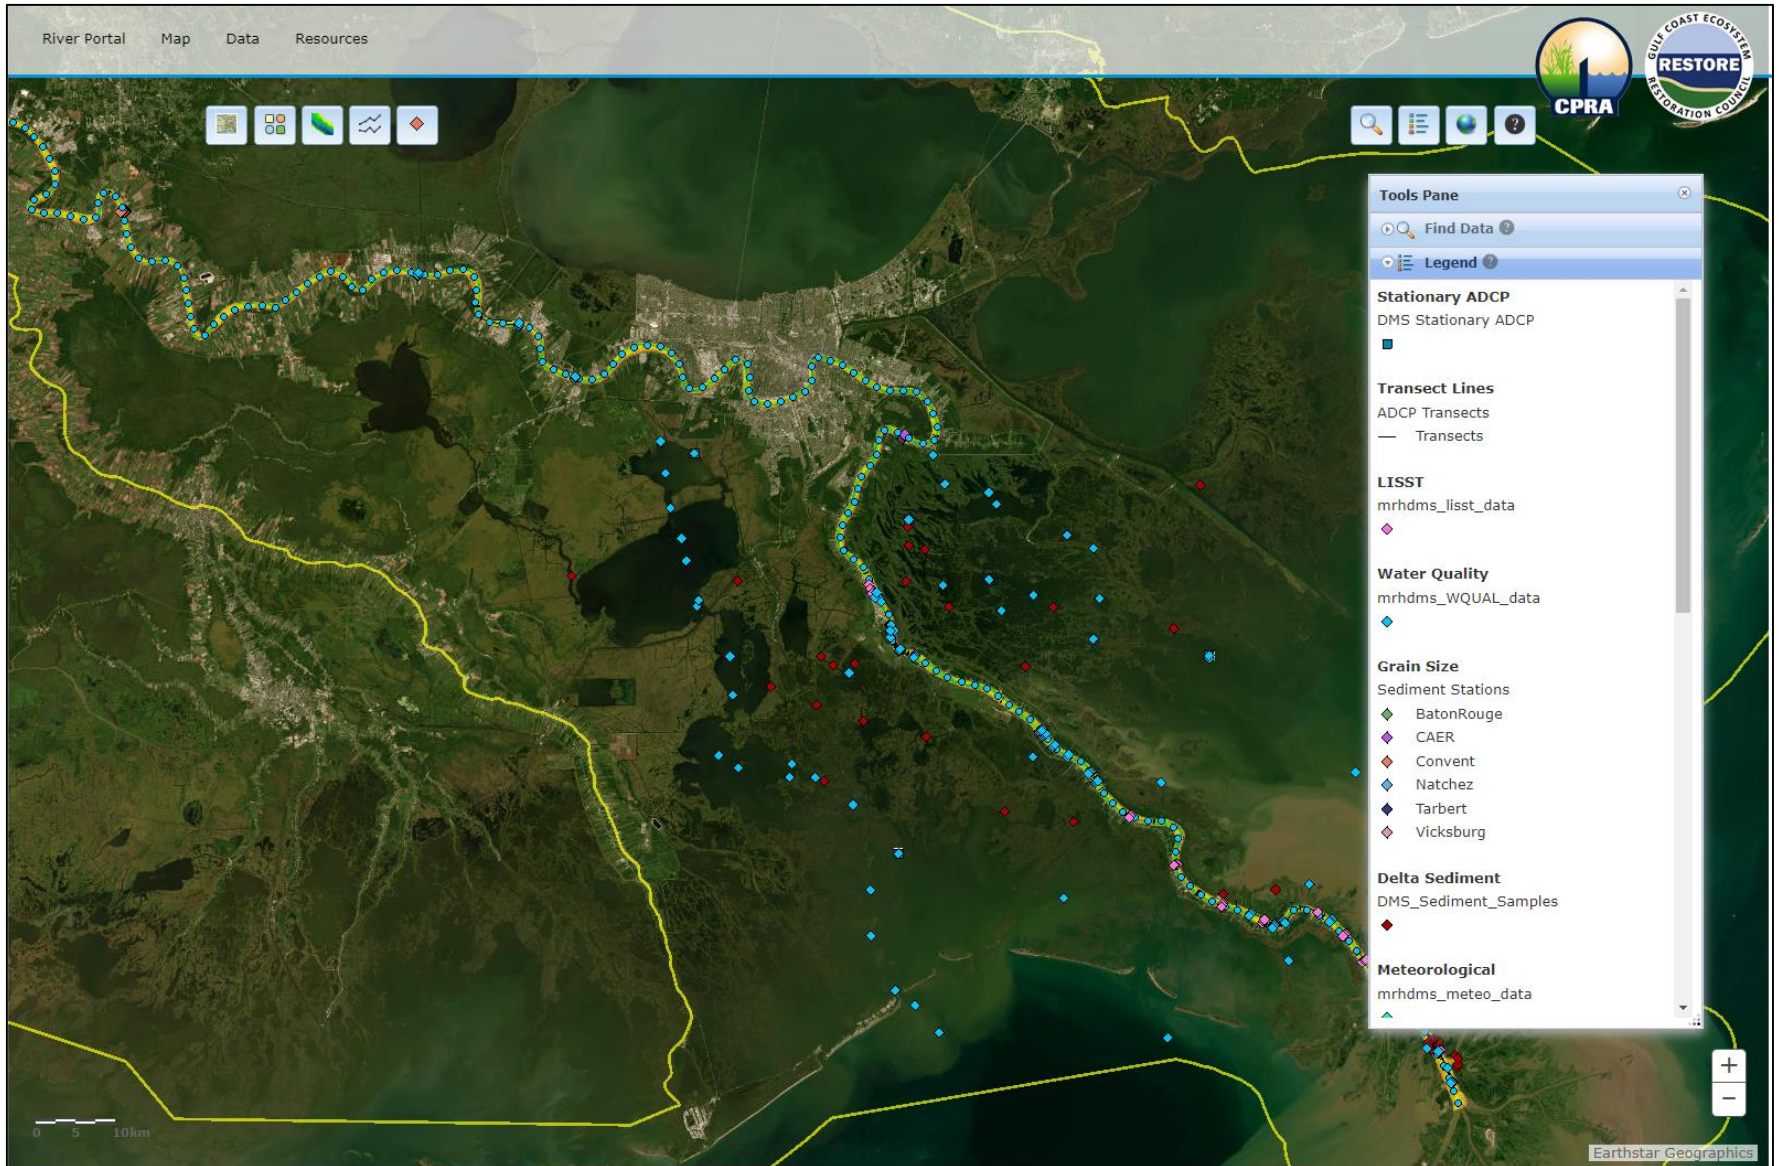 River Portal Map Data Resources
CPRA
GULF COAST ECOSYSTEM
RESTORE
RESTORATION COUNCIL
Tools Pane
Find Data
Legend
Stationary ADCP
DMS Stationary ADCP
Transect Lines
ADCP Transects
Transects
LISST
mrhdms_lisst_data
Water Quality
mrhdms_WQUAL_data
Grain Size
Sediment Stations
BatonRouge
CAER
Convent
Natchez
Tarbert
Vicksburg
Delta Sediment
DMS_Sediment_Samples
Meteorological
mrhdms_meteo_data
0 5 10km
+
−
Earthstar Geographics